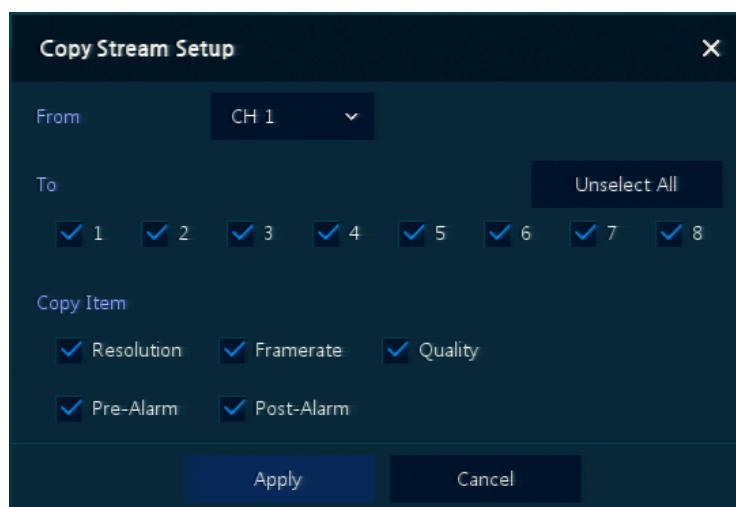 Copy Stream Setup
From CH 1
To Unselect All
1 2 3 4 5 6 7 8
Copy Item
Resolution Framerate Quality
Pre-Alarm Post-Alarm
Apply Cancel